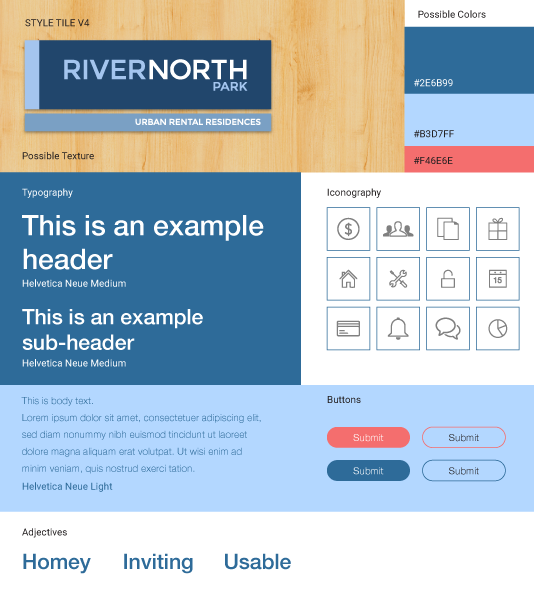 STYLE TILE V4
RIVERNORTH
PARK
URBAN RENTAL RESIDENCES
Possible Texture
Possible Colors
#2E6B99
#B3D7FF
#F46E6E
Typography
This is an example
header
Helvetica Neue Medium
This is an example
sub-header
Helvetica Neue Medium
Iconography
$
15
This is body text.
Lorem ipsum dolor sit amet, consectetuer adipiscing elit,
sed diam nonummy nibh euismod tincidunt ut laoreet
dolore magna aliquam erat volutpat. Ut wisi enim ad
minim veniam, quis nostrud exerci tation.
Helvetica Neue Light
Buttons
Submit
Submit
Submit
Submit
Adjectives
Homey Inviting Usable